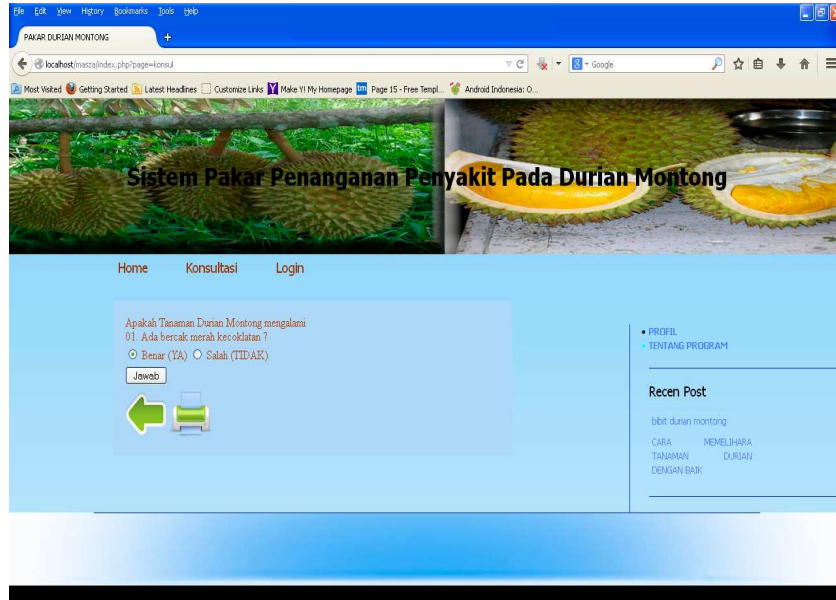 File Edit View History Bookmarks Tools Help
PAKAR DURIAN MONTONG +
localhost/masza/index.php?page=konsul Google
Most Visited Getting Started Latest Headlines Customize Links Make Y! My Homepage Page 15 - Free Templ... Android Indonesia: O...
Sistem Pakar Penanganan Penyakit Pada Durian Montong
Home Konsultasi Login
Apakah Tanaman Durian Montong mengalami
01. Ada bercak merah kecoklatan ?
Benar (YA) Salah (TIDAK)
Jawab
PROFIL
TENTANG PROGRAM
Recen Post
bibit durian montong
CARA MEMELIHARA
TANAMAN DURIAN
DENGAN BAIK